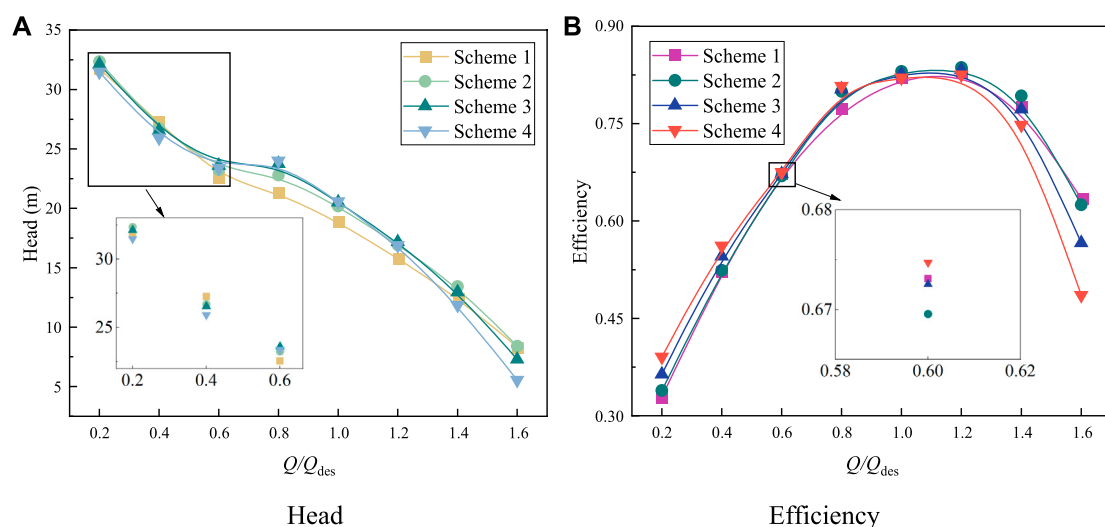 A
35
30
25
20
15
10
5
Head (m)
Scheme 1
Scheme 2
Scheme 3
Scheme 4
30
25
0.2 0.4 0.6
0.2 0.4 0.6 0.8 1.0 1.2 1.4 1.6
Q/Qdes
Head
B
0.90
0.75
0.60
0.45
0.30
Efficiency
Scheme 1
Scheme 2
Scheme 3
Scheme 4
0.68
0.67
0.66
0.58 0.60 0.62
0.2 0.4 0.6 0.8 1.0 1.2 1.4 1.6
Q/Qdes
Efficiency